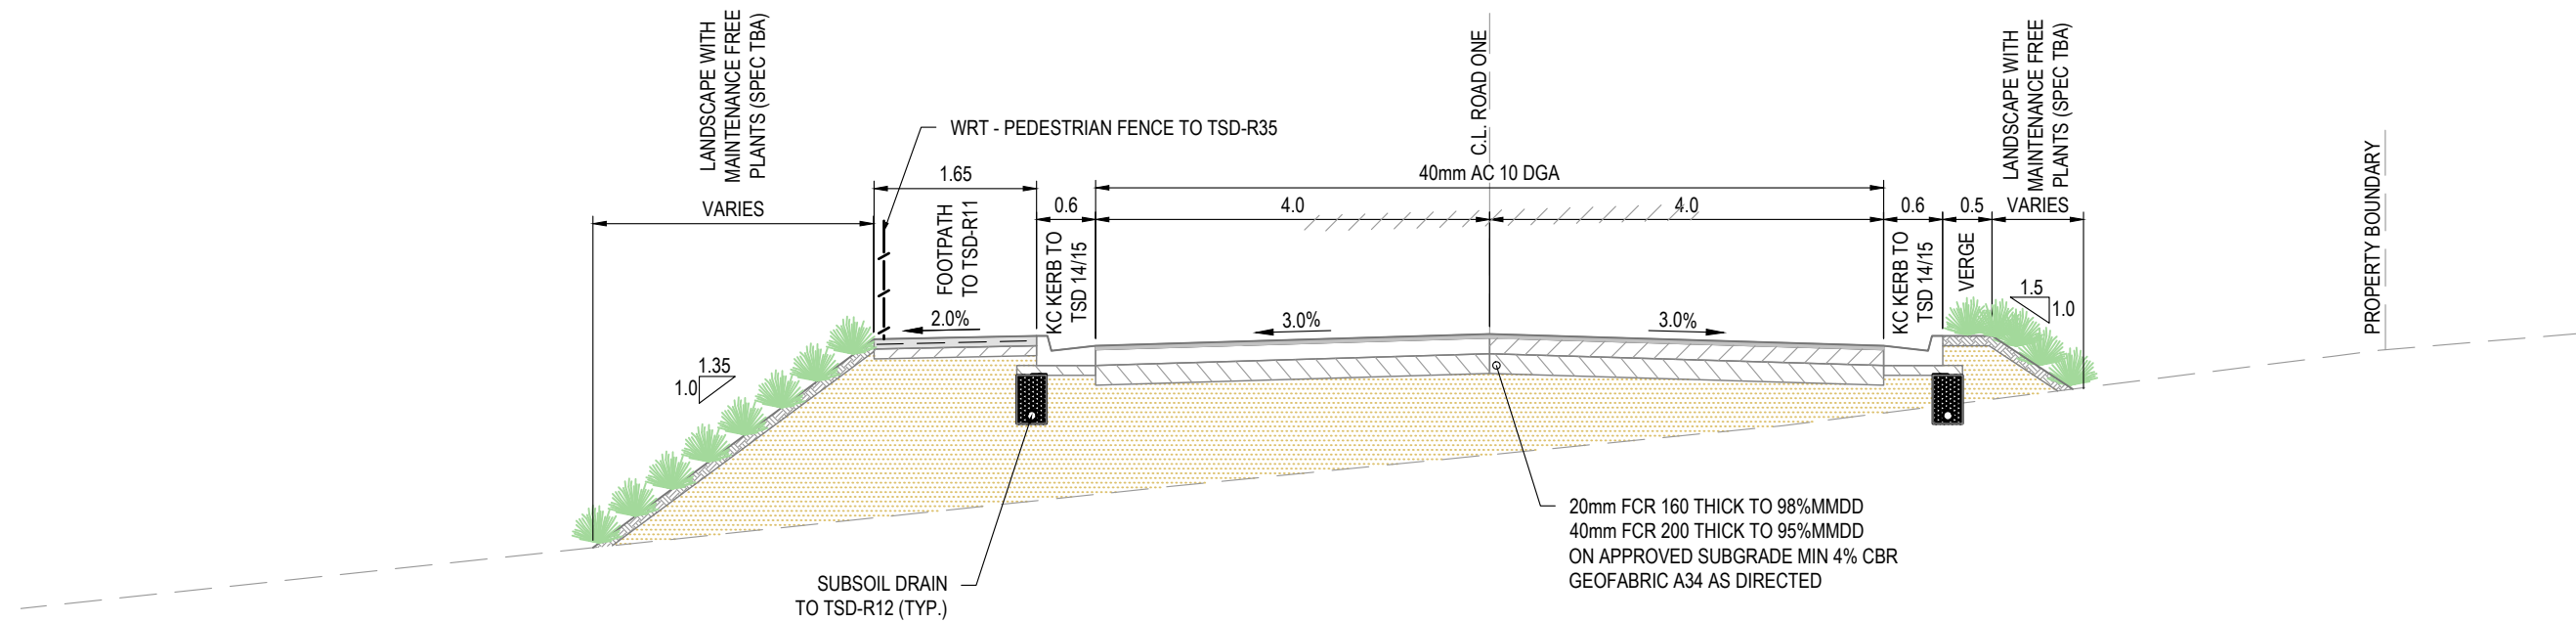 LANDSCAPE WITH
MAINTENANCE FREE
PLANTS (SPEC TBA)
VARIES
WRT - PEDESTRIAN FENCE TO TSD-R35
1.65
FOOTPATH
TO TSD-R11
2.0%
0.6
KC KERB TO
TSD 14/15
C.L. ROAD ONE
40mm AC 10 DGA
4.0
4.0
3.0%
3.0%
0.6
KC KERB TO
TSD 14/15
0.5
VERGE
LANDSCAPE WITH
MAINTENANCE FREE
PLANTS (SPEC TBA)
VARIES
1.5
1.0
PROPERTY BOUNDARY
1.35
1.0
SUBSOIL DRAIN
TO TSD-R12 (TYP.)
20mm FCR 160 THICK TO 98%MMDD
40mm FCR 200 THICK TO 95%MMDD
ON APPROVED SUBGRADE MIN 4% CBR
GEOFABRIC A34 AS DIRECTED